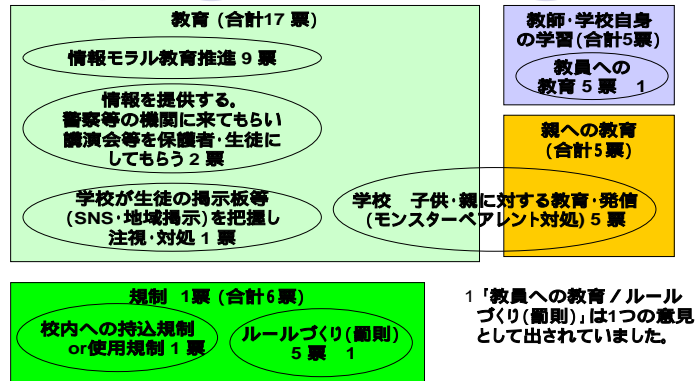 教育 (合計17 票)
情報モラル教育推進 9 票
情報を提供する。
警察等の機関に来てもらい
講演会等を保護者・生徒に
してもらう 2 票
学校が生徒の掲示板等
(SNS・地域掲示)を把握し
注視・対処 1 票
教師・学校自身
の学習(合計5票)
教員への
教育 5 票 1
親への教育
(合計5票)
学校 子供・親に対する教育・発信
(モンスターペアレント対処) 5 票
規制 1票 (合計6票)
校内への持込規制
or使用規制 1 票
ルールづくり(罰則)
5 票 1
1 「教員への教育 / ルール
づくり(罰則)」は1つの意見
として出されていました。